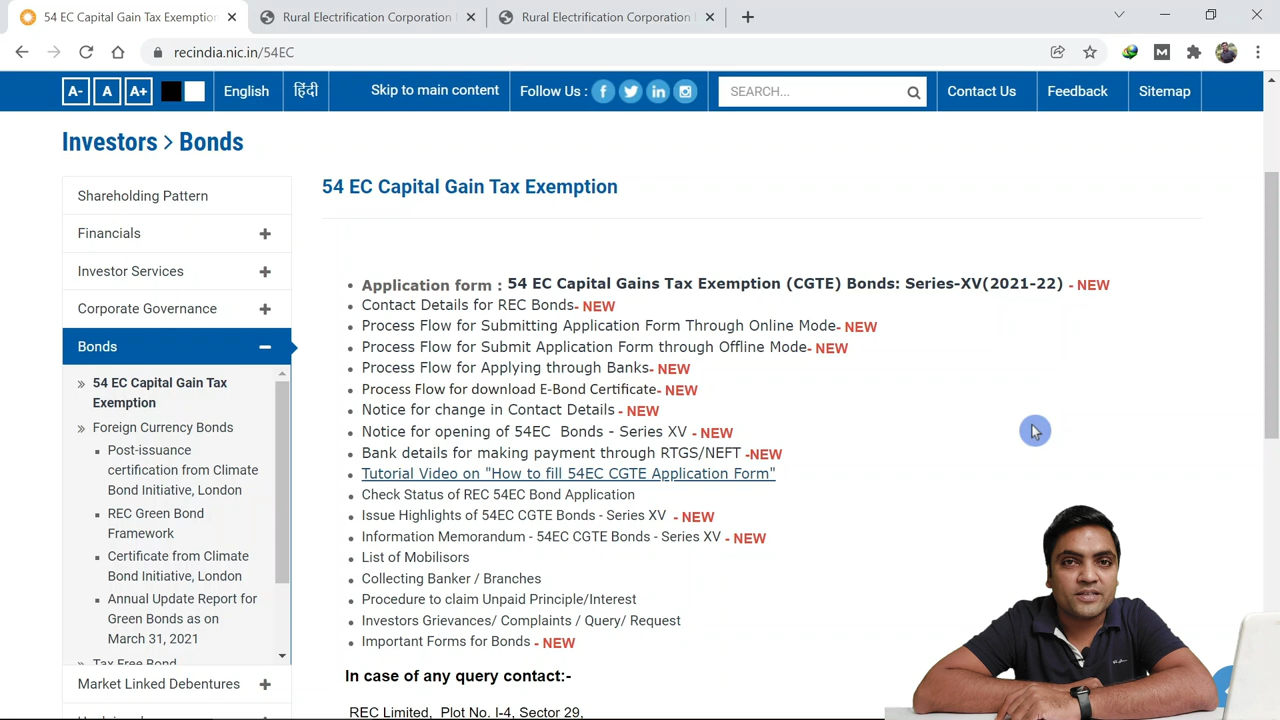 54 EC Capital Gain Tax Exemption
Rural Electrification Corporation
Rural Electrification Corporation
recindia.nic.in/54EC
A-
A
A+
English
हिंदी
Skip to main content
Follow Us :
SEARCH...
Contact Us
Feedback
Sitemap
Investors > Bonds
Shareholding Pattern
Financials
Investor Services
Corporate Governance
Bonds
54 EC Capital Gain Tax
Exemption
Foreign Currency Bonds
Post-issuance
certification from Climate
Bond Initiative, London
REC Green Bond
Framework
Certificate from Climate
Bond Initiative, London
Annual Update Report for
Green Bonds as on
March 31, 2021
Tax Free Bond
Market Linked Debentures
54 EC Capital Gain Tax Exemption
Application form : 54 EC Capital Gains Tax Exemption (CGTE) Bonds: Series-XV(2021-22) - NEW
Contact Details for REC Bonds- NEW
Process Flow for Submitting Application Form Through Online Mode- NEW
Process Flow for Submit Application Form through Offline Mode- NEW
Process Flow for Applying through Banks- NEW
Process Flow for download E-Bond Certificate- NEW
Notice for change in Contact Details - NEW
Notice for opening of 54EC Bonds - Series XV - NEW
Bank details for making payment through RTGS/NEFT -NEW
Tutorial Video on "How to fill 54EC CGTE Application Form"
Check Status of REC 54EC Bond Application
Issue Highlights of 54EC CGTE Bonds - Series XV - NEW
Information Memorandum - 54EC CGTE Bonds - Series XV - NEW
List of Mobilisors
Collecting Banker / Branches
Procedure to claim Unpaid Principle/Interest
Investors Grievances/ Complaints / Query/ Request
Important Forms for Bonds - NEW
In case of any query contact:-
REC Limited, Plot No. I-4, Sector 29,